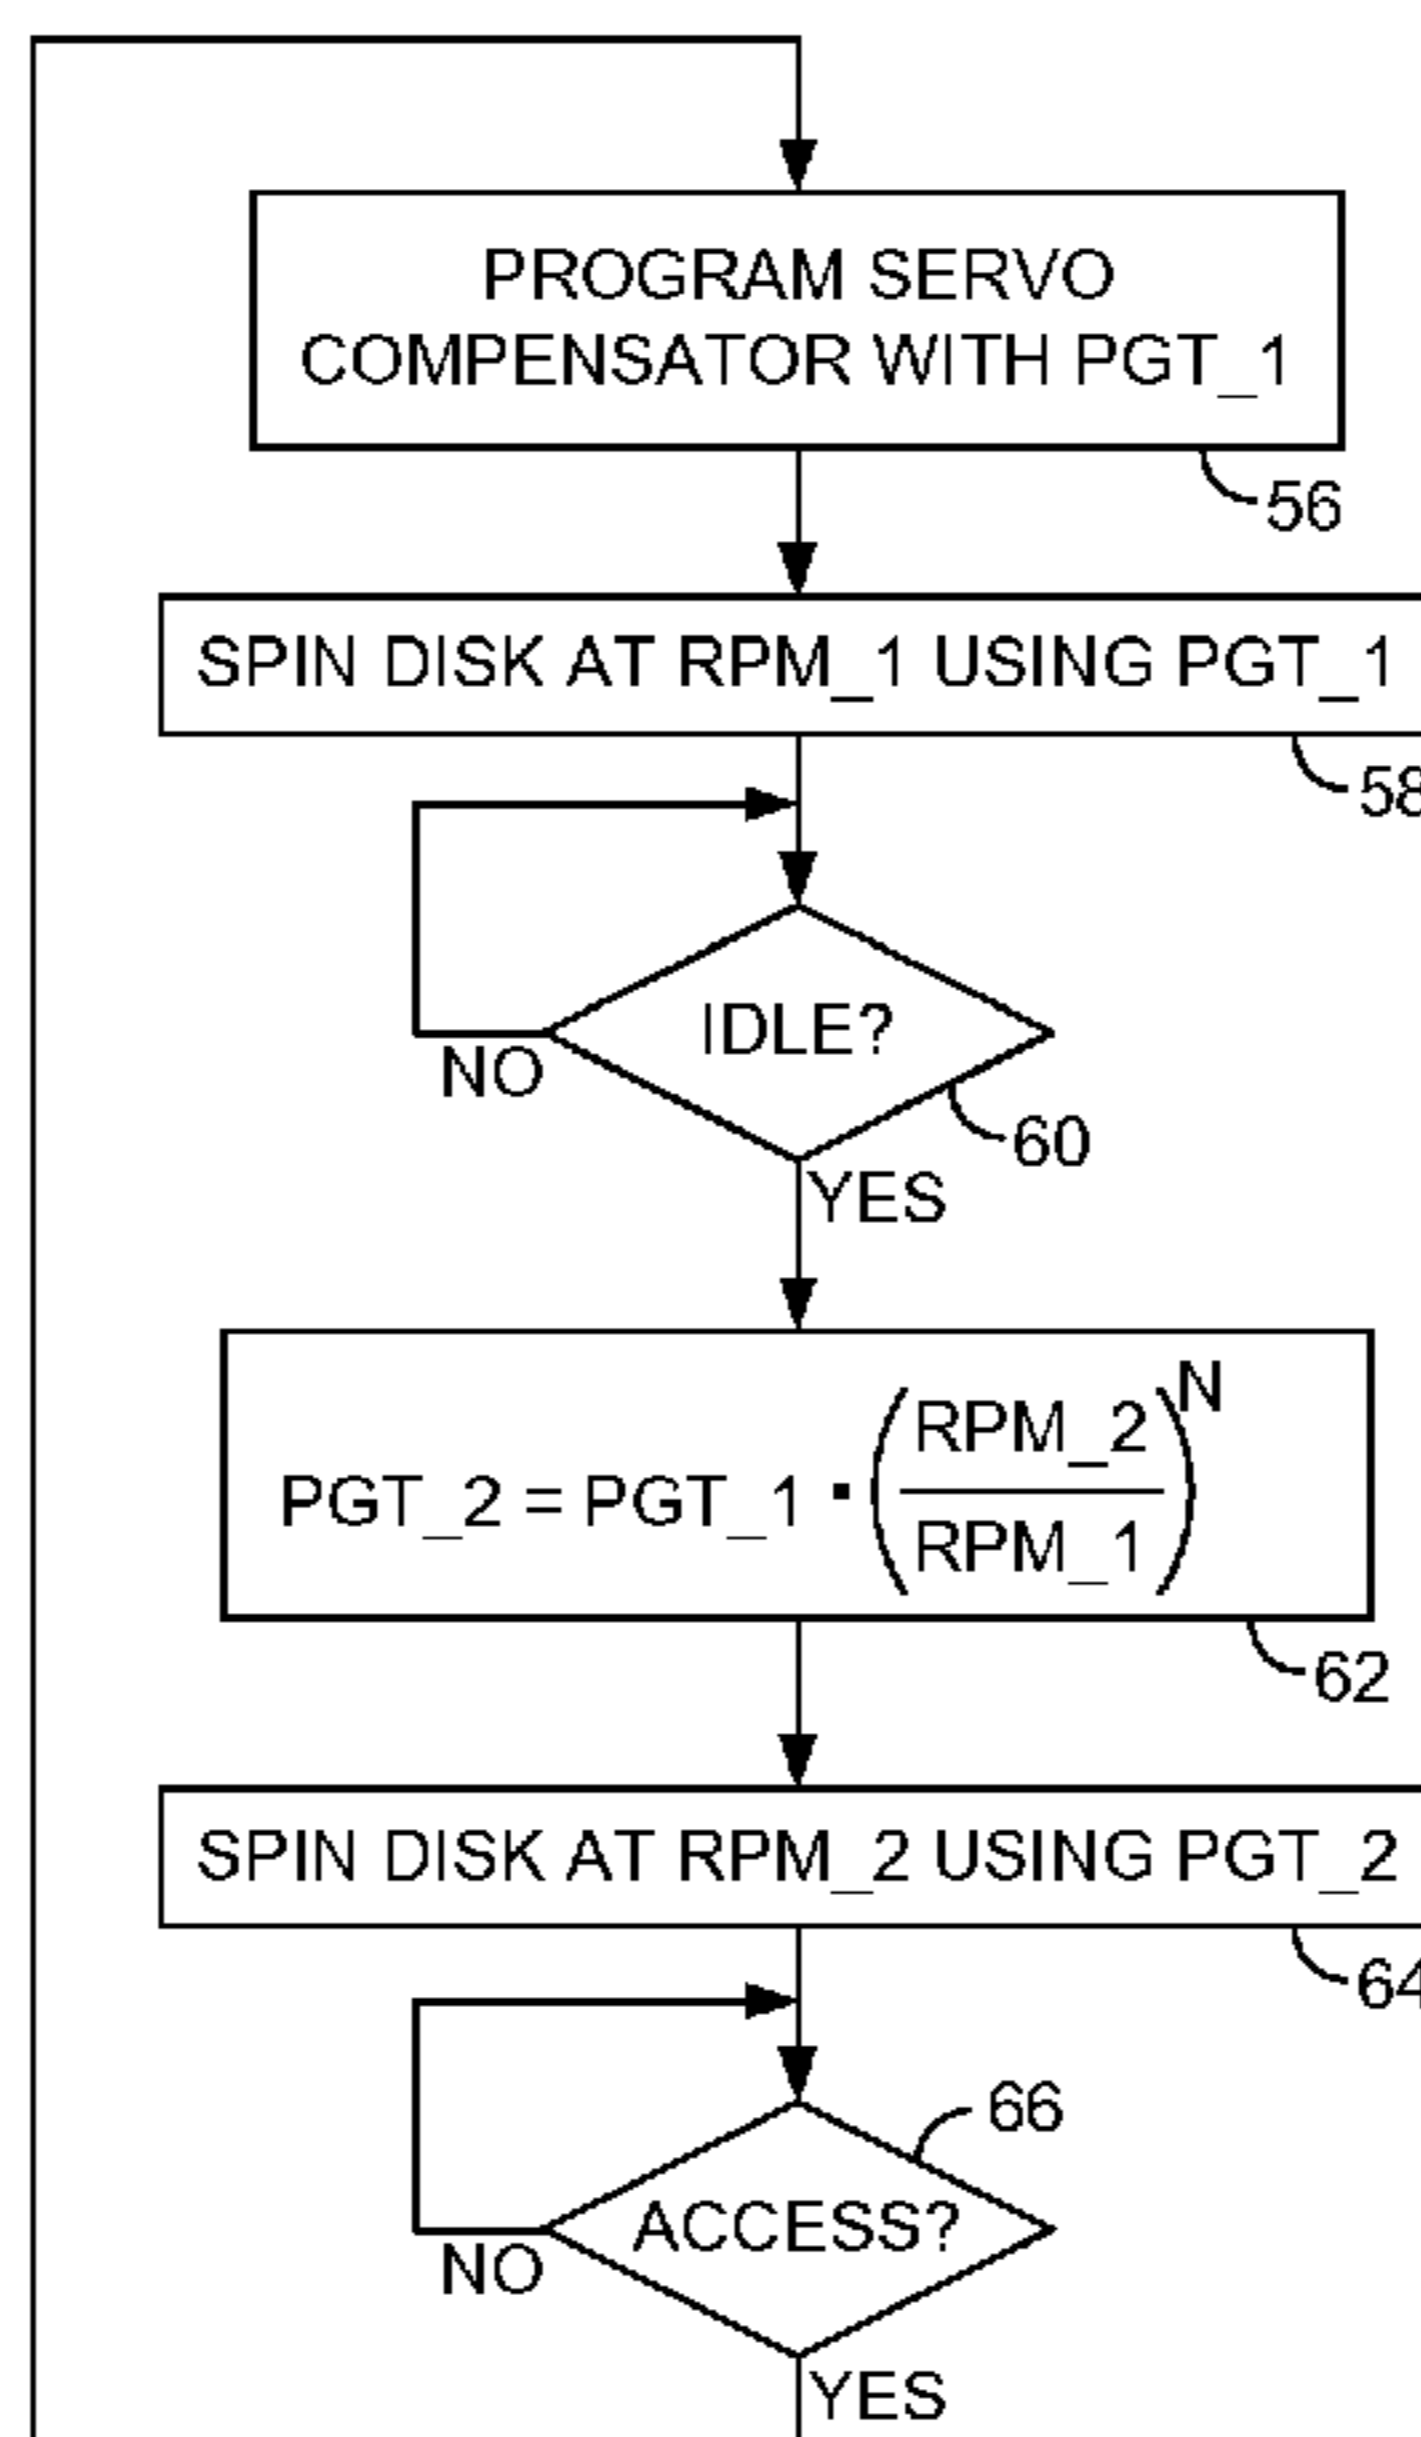 PROGRAM SERVO
COMPENSATOR WITH PGT_1
56
SPIN DISK AT RPM_1 USING PGT_1
58
IDLE?
NO
60
YES
PGT_2 = PGT_1 · (RPM_2 / RPM_1)^N
62
SPIN DISK AT RPM_2 USING PGT_2
64
66
ACCESS?
NO
YES